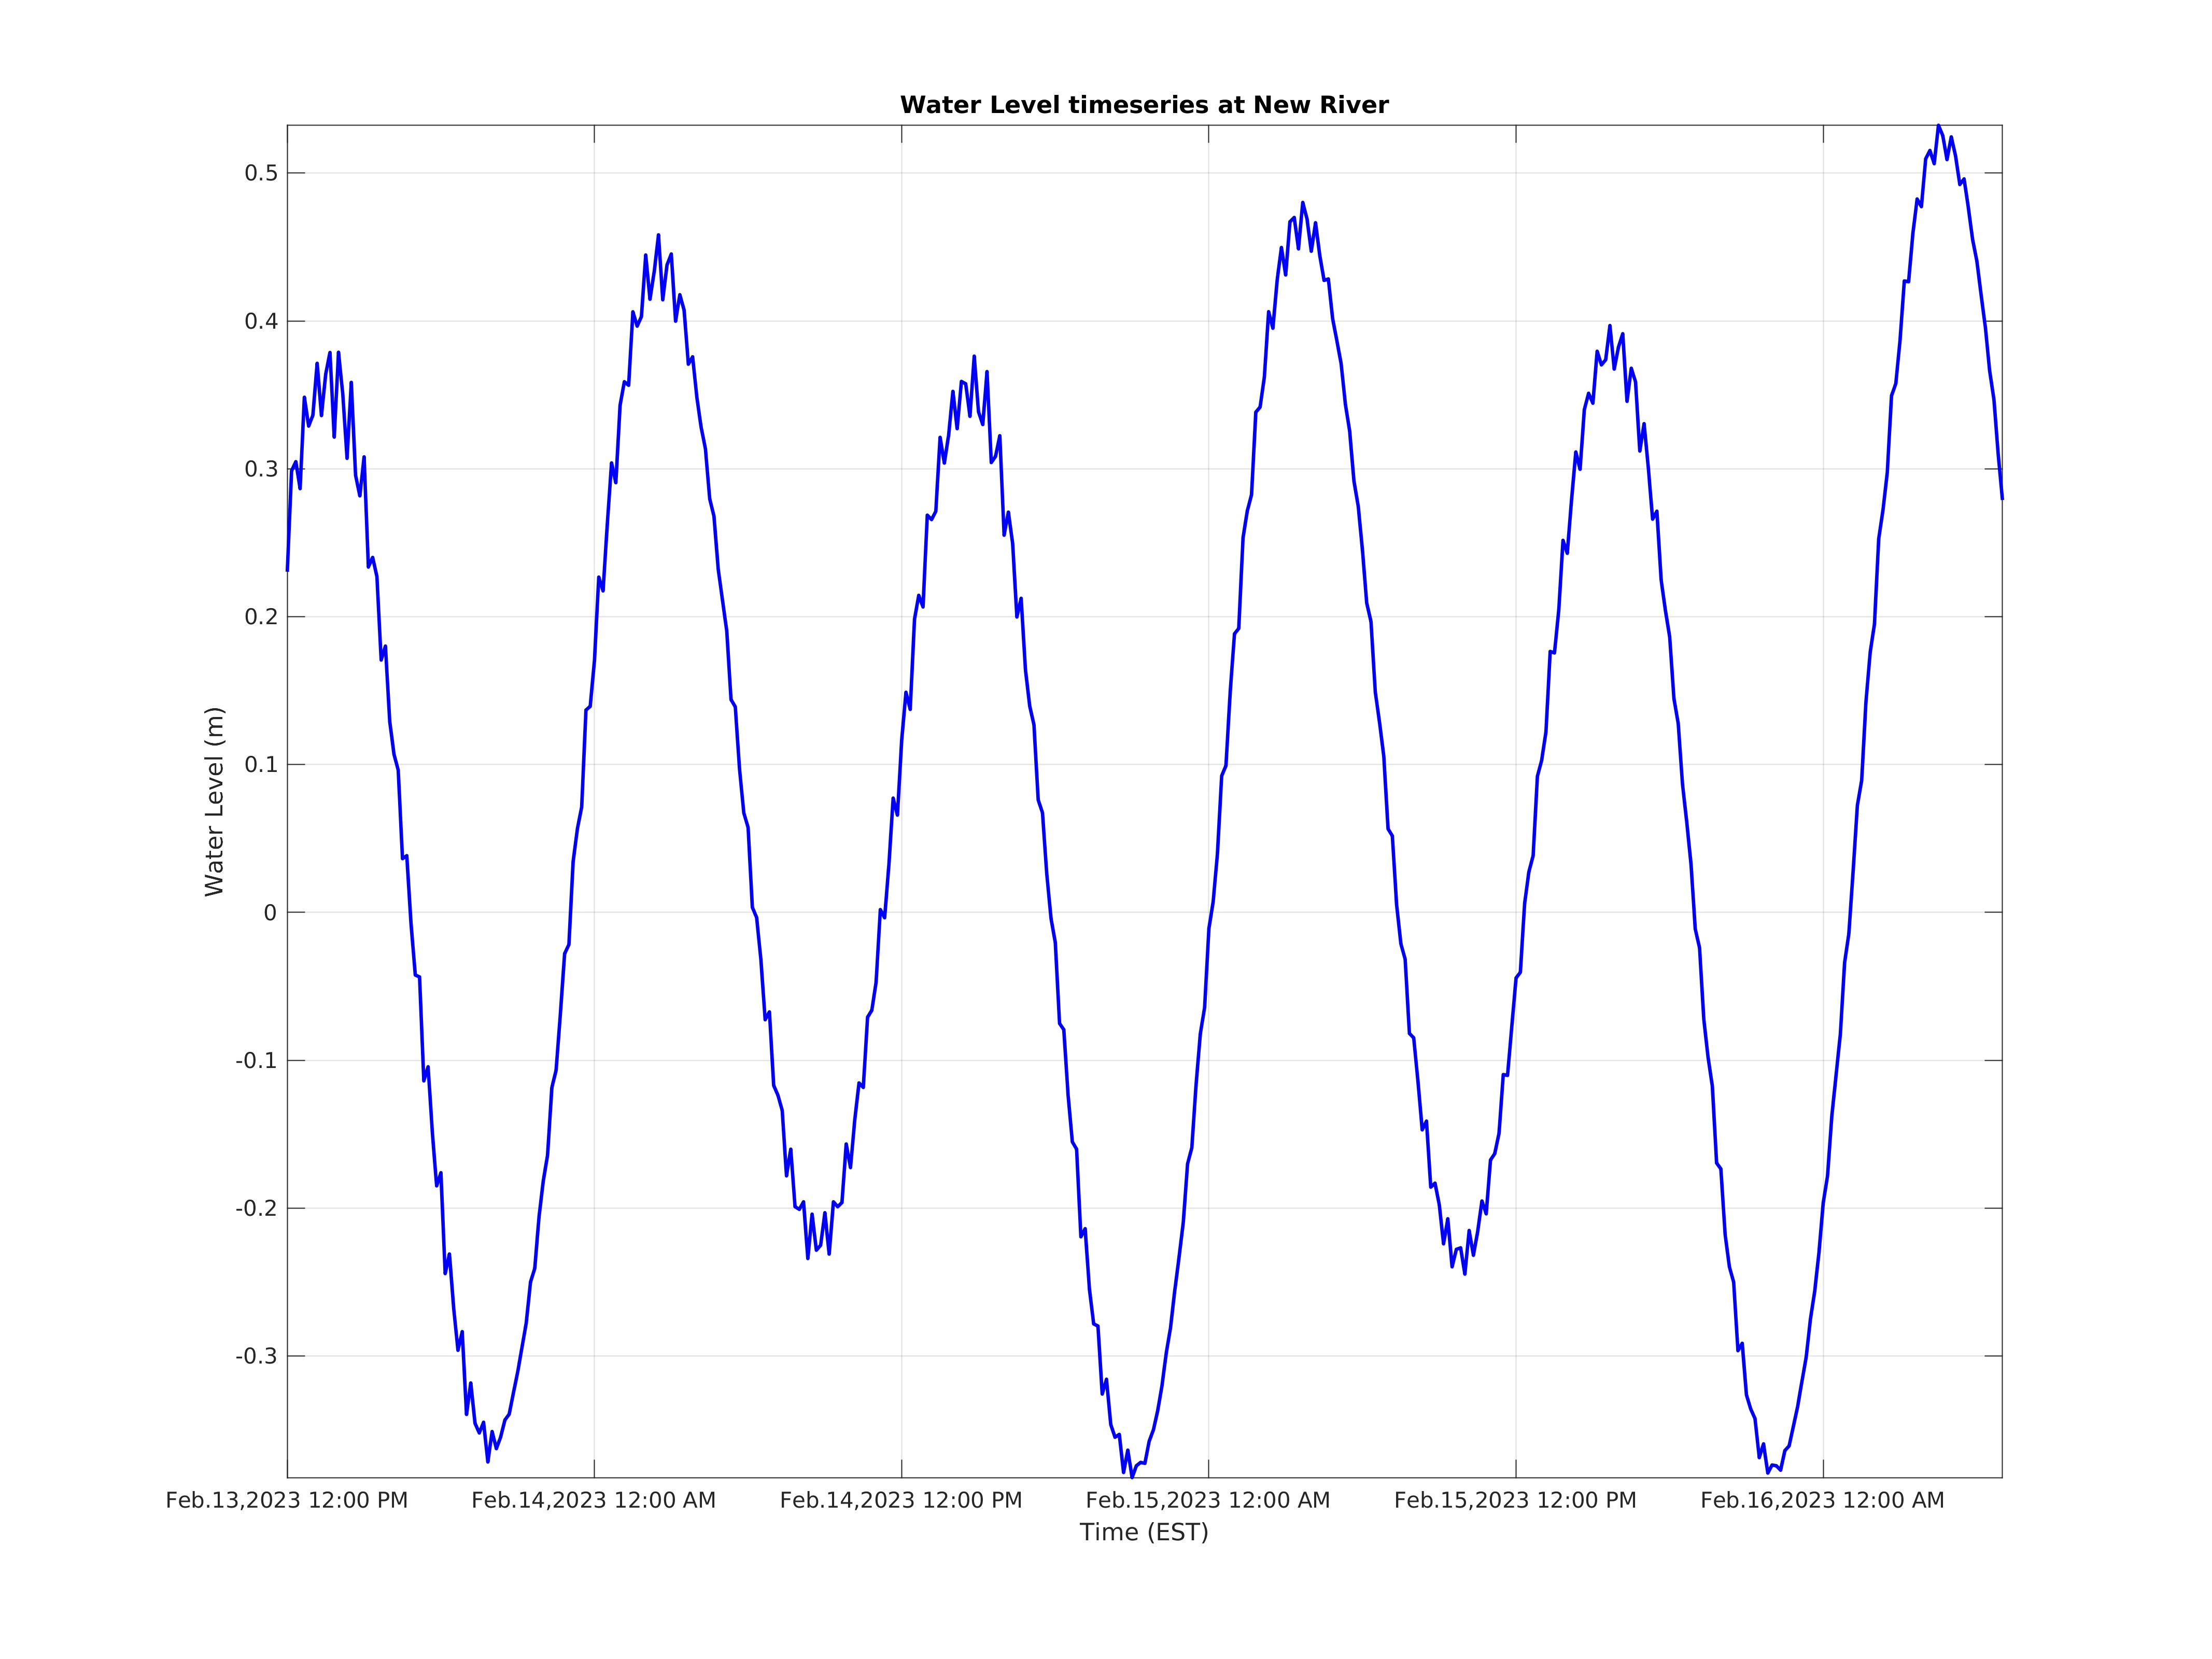 Water Level timeseries at New River
0.5
0.4
0.3
0.2
0.1
0
-0.1
-0.2
-0.3
Water Level (m)
Feb.13,2023 12:00 PM Feb.14,2023 12:00 AM Feb.14,2023 12:00 PM Feb.15,2023 12:00 AM Feb.15,2023 12:00 PM Feb.16,2023 12:00 AM
Time (EST)